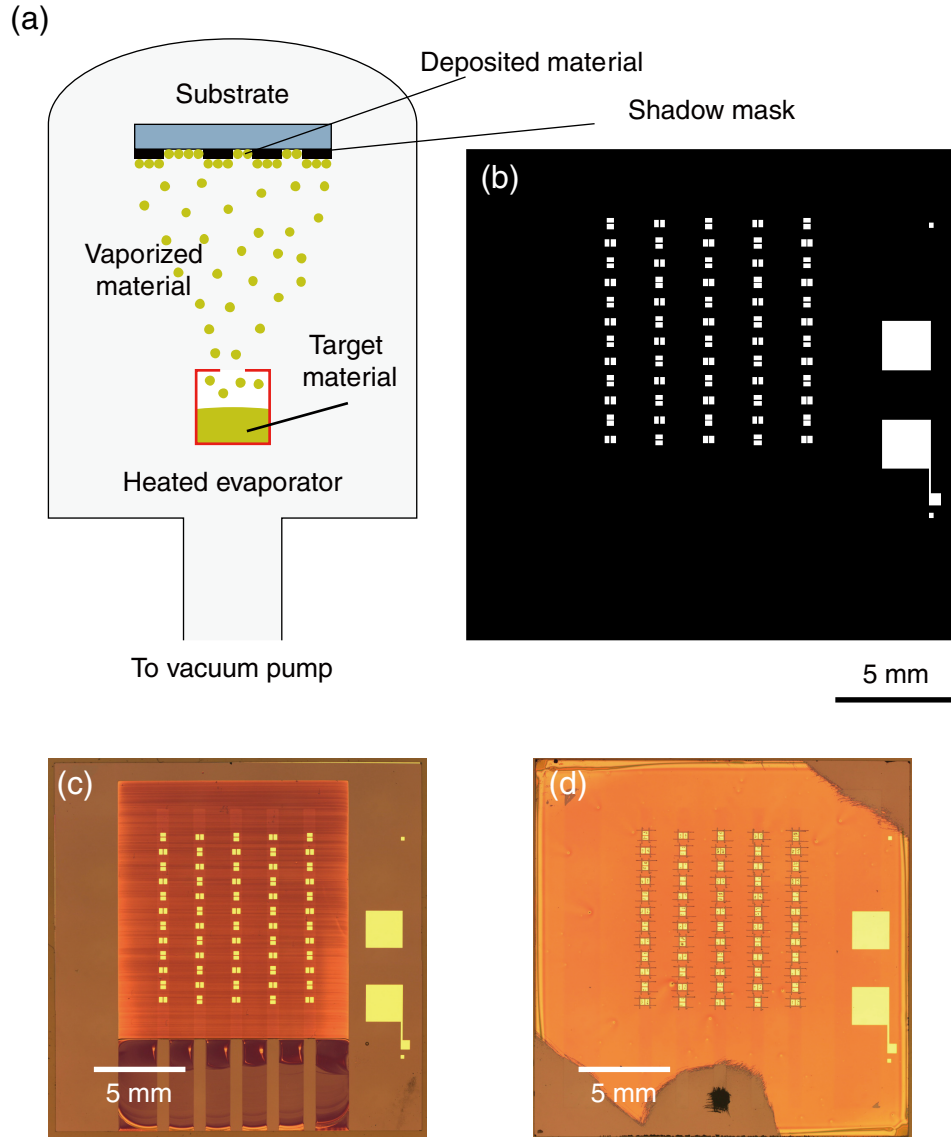 (a)
Deposited material
Substrate
Shadow mask
(b)
Vaporized
material
Target
material
Heated evaporator
To vacuum pump
5 mm
(c)
(d)
5 mm
5 mm